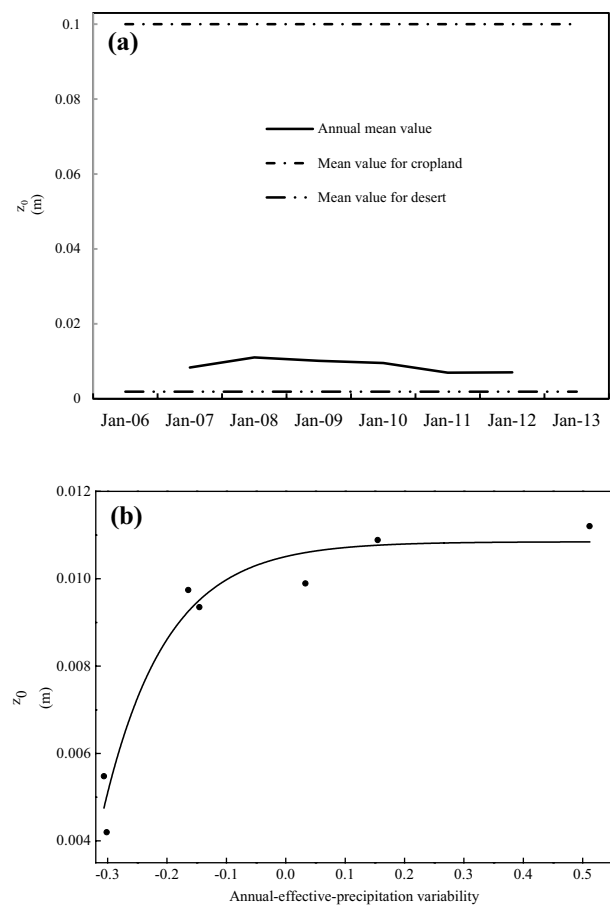 (a)
0.1
0.08
0.06
0.04
0.02
0
z0
(m)
Annual mean value
Mean value for cropland
Mean value for desert
Jan-06 Jan-07 Jan-08 Jan-09 Jan-10 Jan-11 Jan-12 Jan-13
(b)
0.012
0.010
0.008
0.006
0.004
z0
(m)
-0.3 -0.2 -0.1 0.0 0.1 0.2 0.3 0.4 0.5
Annual-effective-precipitation variability